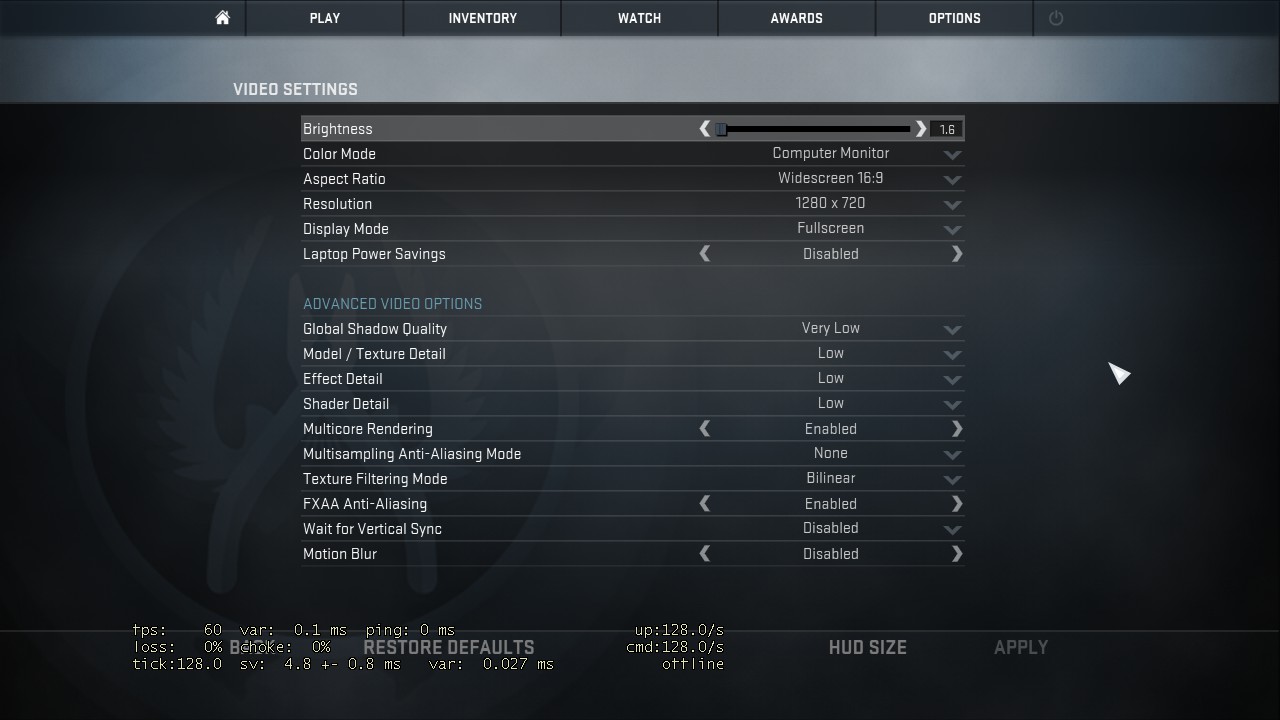 PLAY INVENTORY WATCH AWARDS OPTIONS
VIDEO SETTINGS
Brightness 1.6
Color Mode Computer Monitor
Aspect Ratio Widescreen 16:9
Resolution 1280 x 720
Display Mode Fullscreen
Laptop Power Savings Disabled
ADVANCED VIDEO OPTIONS
Global Shadow Quality Very Low
Model / Texture Detail Low
Effect Detail Low
Shader Detail Low
Multicore Rendering Enabled
Multisampling Anti-Aliasing Mode None
Texture Filtering Mode Bilinear
FXAA Anti-Aliasing Enabled
Wait for Vertical Sync Disabled
Motion Blur Disabled
fps: 60 var: 0.1 ms ping: 0 ms up:128.0/s
loss: 0% choke: 0% cmd:128.0/s
BACK RESTORE DEFAULTS HUD SIZE APPLY
tick:128.0 sv: 4.8 +- 0.8 ms var: 0.027 ms offline